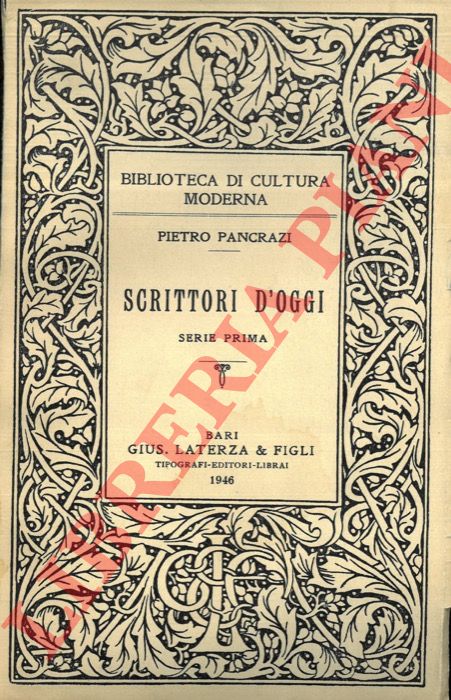 BIBLIOTECA DI CULTURA
MODERNA
PIETRO PANCRAZI
SCRITTORI D'OGGI
SERIE PRIMA
BARI
GIUS. LATERZA & FIGLI
TIPOGRAFI-EDITORI-LIBRAI
1946
LIBRERIA PIANI